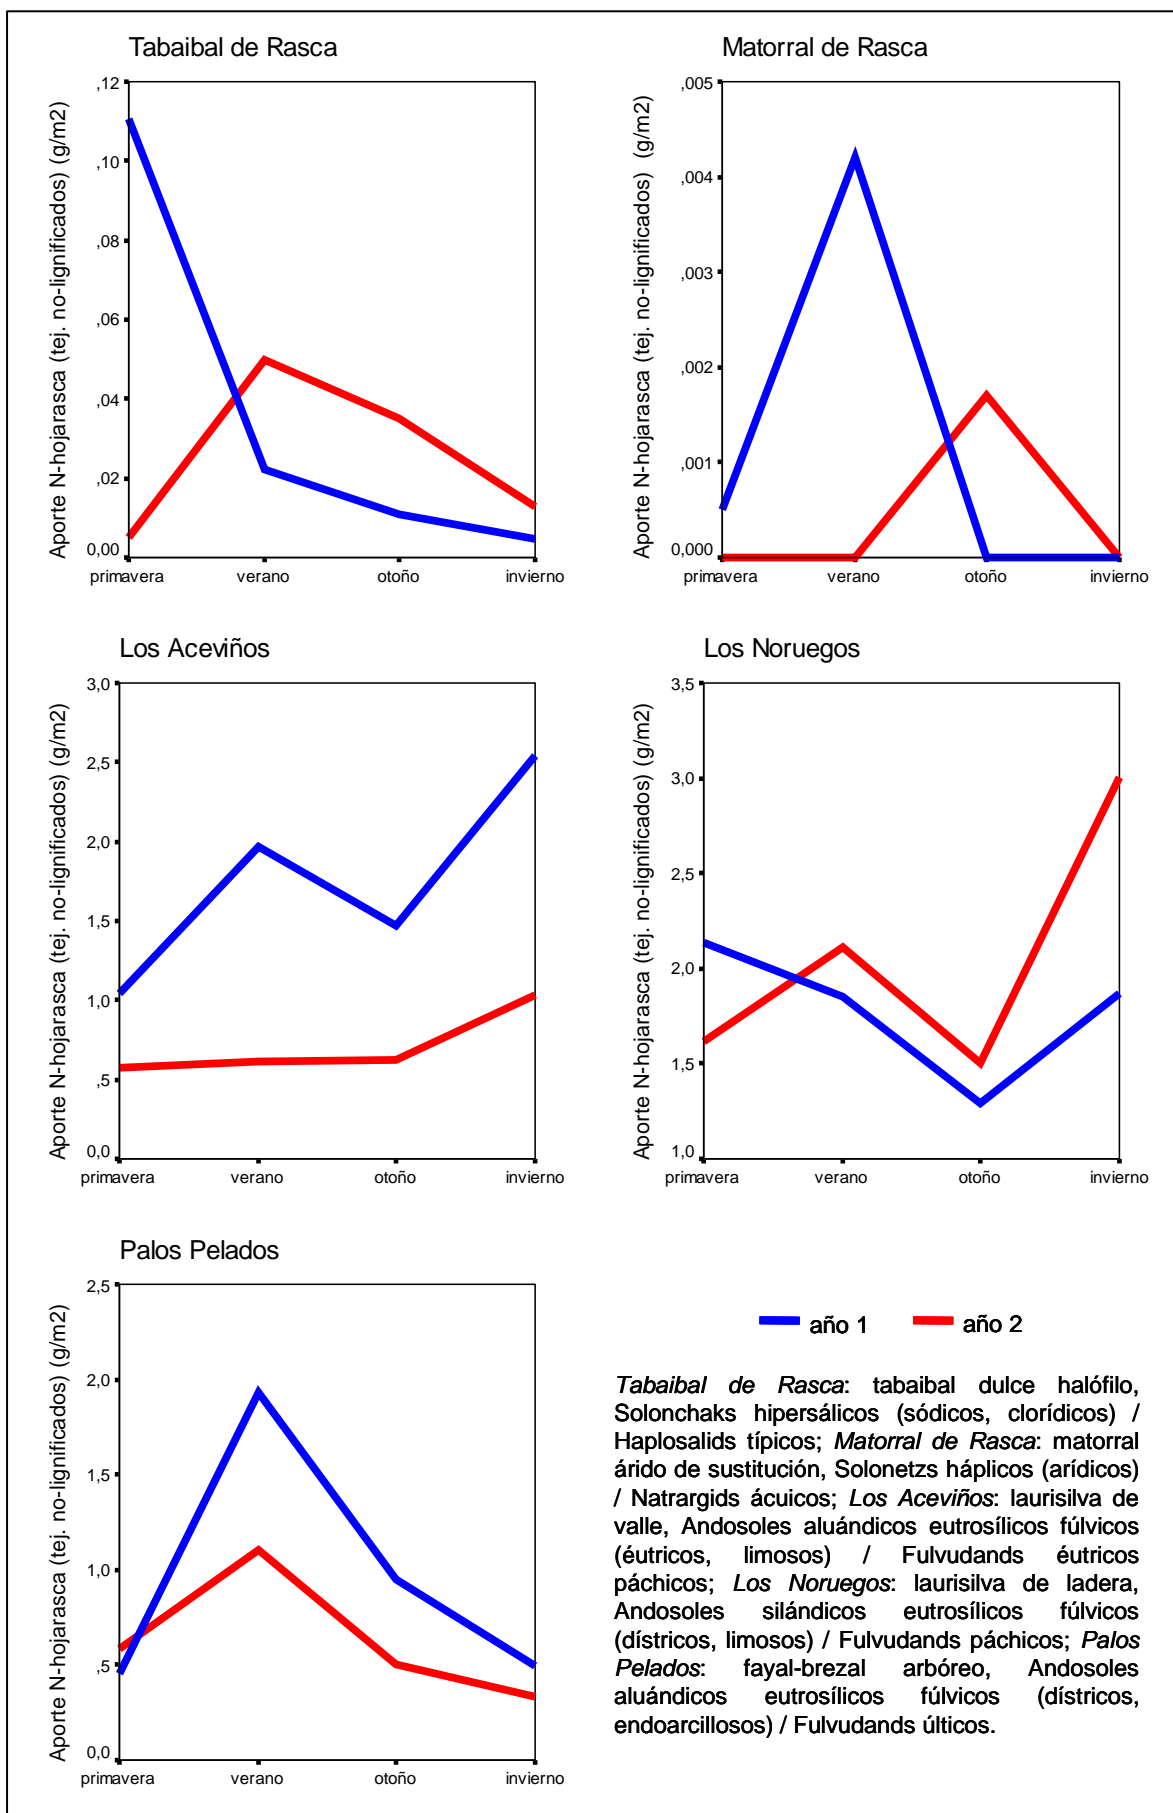 Tabaibal de Rasca
Aporte N-hojarasca (tej. no-lignificados) (g/m2)
,12
,10
,08
,06
,04
,02
0,00
primavera verano otoño invierno
Matorral de Rasca
Aporte N-hojarasca (tej. no-lignificados) (g/m2)
,005
,004
,003
,002
,001
0,000
primavera verano otoño invierno
Los Aceviños
Aporte N-hojarasca (tej. no-lignificados) (g/m2)
3,0
2,5
2,0
1,5
1,0
,5
0,0
primavera verano otoño invierno
Los Noruegos
Aporte N-hojarasca (tej. no-lignificados) (g/m2)
3,5
3,0
2,5
2,0
1,5
1,0
primavera verano otoño invierno
Palos Pelados
Aporte N-hojarasca (tej. no-lignificados) (g/m2)
2,5
2,0
1,5
1,0
,5
0,0
primavera verano otoño invierno
año 1 año 2
Tabaibal de Rasca: tabaibal dulce halófilo,
Solonchaks hipersálicos (sódicos, clorídicos) /
Haplosalids típicos; Matorral de Rasca: matorral
árido de sustitución, Solonetzs háplicos (arídicos)
/ Natrargids ácuicos; Los Aceviños: laurisilva de
valle, Andosoles aluándicos eutrosílicos fúlvicos
(éutricos, limosos) / Fulvudands éutricos
páchicos; Los Noruegos: laurisilva de ladera,
Andosoles silándicos eutrosílicos fúlvicos
(dístricos, limosos) / Fulvudands páchicos; Palos
Pelados: fayal-brezal arbóreo, Andosoles
aluándicos eutrosílicos fúlvicos (dístricos,
endoarcillosos) / Fulvudands últicos.